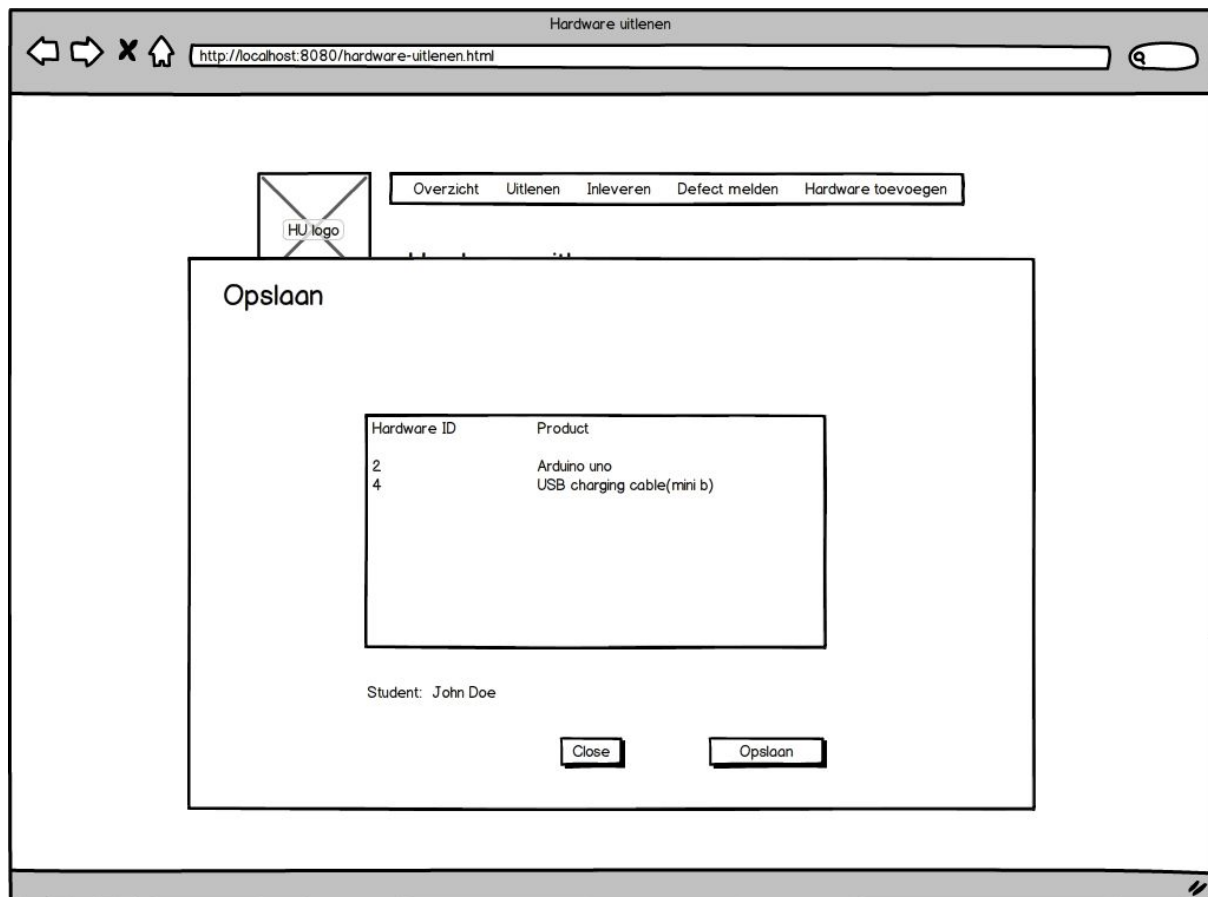 Hardware uitlenen
http://localhost:8080/hardware-uitlenen.html
Overzicht Uitlenen Inleveren Defect melden Hardware toevoegen
HU logo
Opslaan
Hardware ID Product
2 Arduino uno
4 USB charging cable(mini b)
Student: John Doe
Close Opslaan